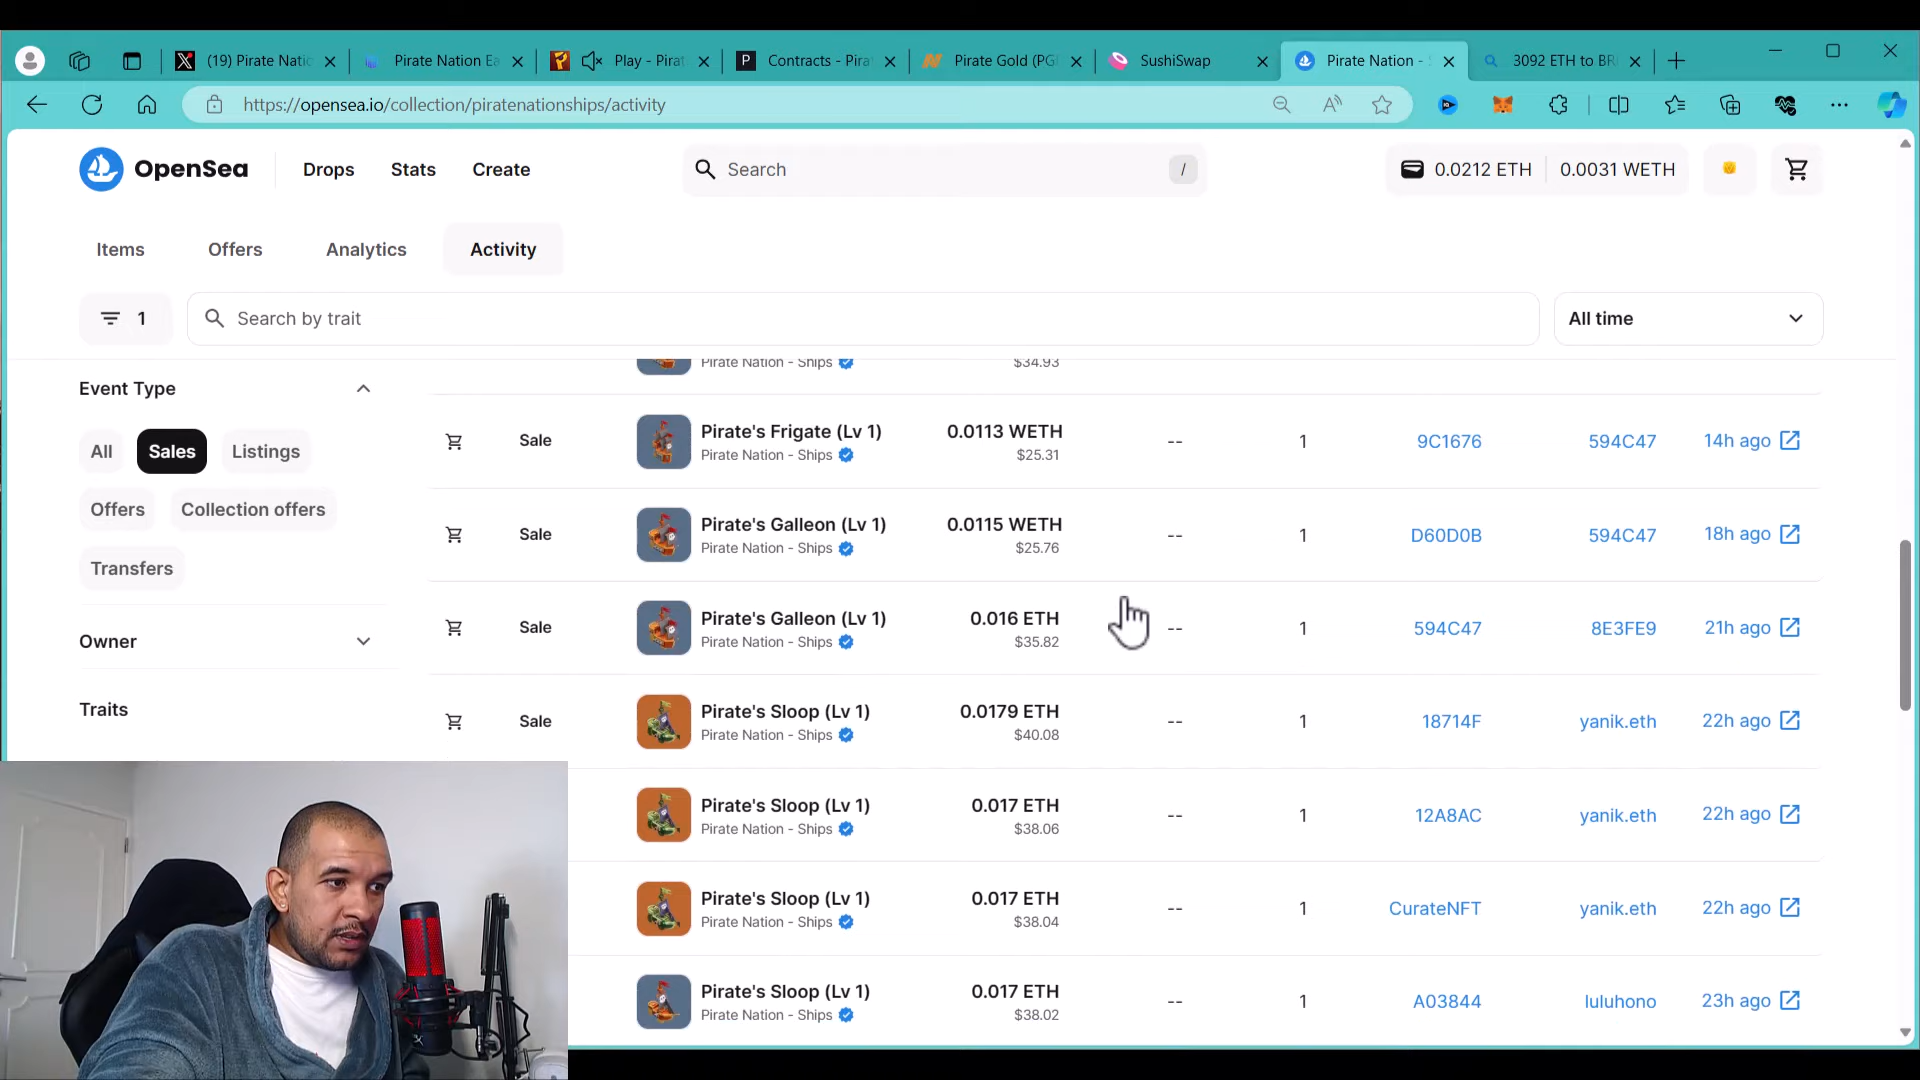 (19) Pirate Natic
Pirate Nation Ea
Play - Pirat
Contracts - Pira
Pirate Gold (PG
SushiSwap
Pirate Nation -
3092 ETH to BR
https://opensea.io/collection/piratenationships/activity
OpenSea
Drops
Stats
Create
Search
/
0.0212 ETH
0.0031 WETH
Items
Offers
Analytics
Activity
1
Search by trait
All time
Event Type
All
Sales
Listings
Offers
Collection offers
Transfers
Owner
Traits
Pirate Nation - Ships $34.93
Sale Pirate's Frigate (Lv 1) 0.0113 WETH -- 1 9C1676 594C47 14h ago
Pirate Nation - Ships $25.31
Sale Pirate's Galleon (Lv 1) 0.0115 WETH -- 1 D60D0B 594C47 18h ago
Pirate Nation - Ships $25.76
Sale Pirate's Galleon (Lv 1) 0.016 ETH -- 1 594C47 8E3FE9 21h ago
Pirate Nation - Ships $35.82
Sale Pirate's Sloop (Lv 1) 0.0179 ETH -- 1 18714F yanik.eth 22h ago
Pirate Nation - Ships $40.08
Pirate's Sloop (Lv 1) 0.017 ETH -- 1 12A8AC yanik.eth 22h ago
Pirate Nation - Ships $38.06
Pirate's Sloop (Lv 1) 0.017 ETH -- 1 CurateNFT yanik.eth 22h ago
Pirate Nation - Ships $38.04
Pirate's Sloop (Lv 1) 0.017 ETH -- 1 A03844 luluhono 23h ago
Pirate Nation - Ships $38.02